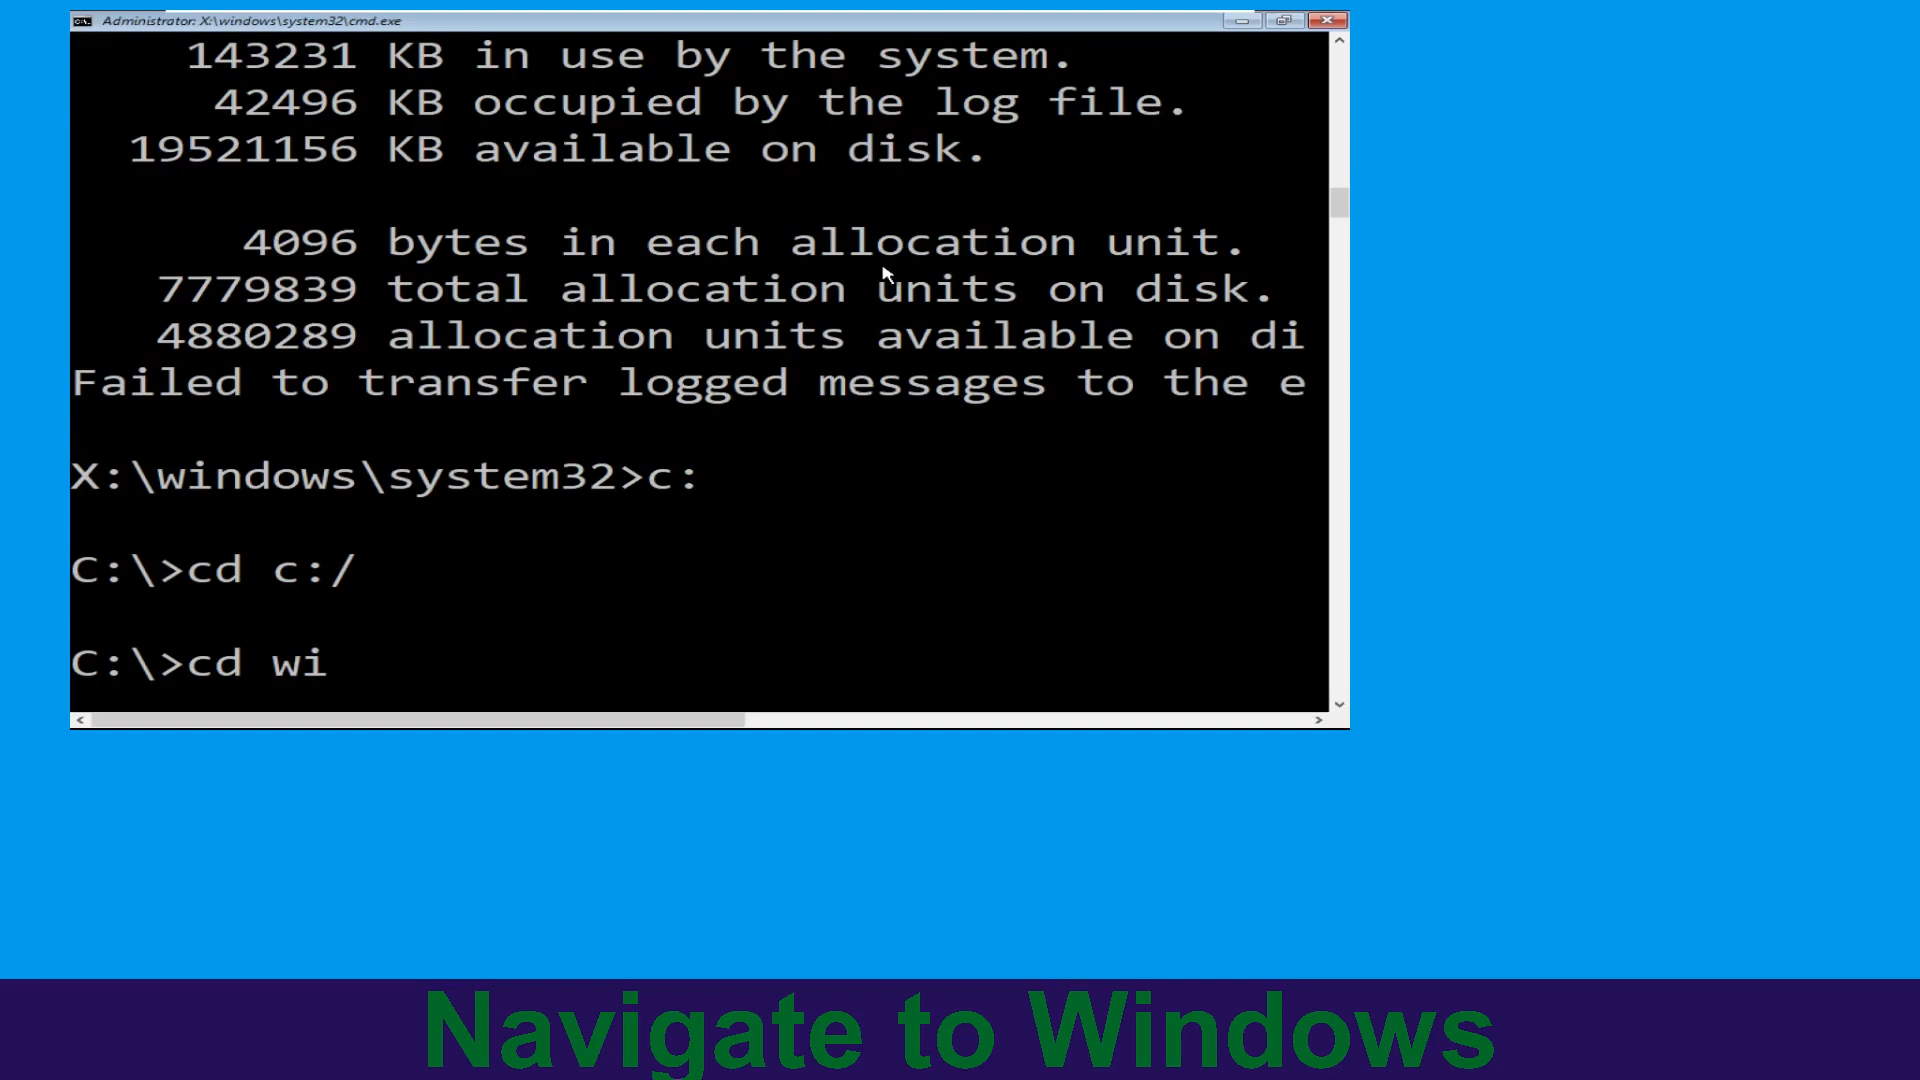 Administrator: X:\windows\system32\cmd.exe
143231 KB in use by the system.
42496 KB occupied by the log file.
19521156 KB available on disk.
4096 bytes in each allocation unit.
7779839 total allocation units on disk.
4880289 allocation units available on di
Failed to transfer logged messages to the e
X:\windows\system32>c:
C:\>cd c:/
C:\>cd wi
Navigate to Windows